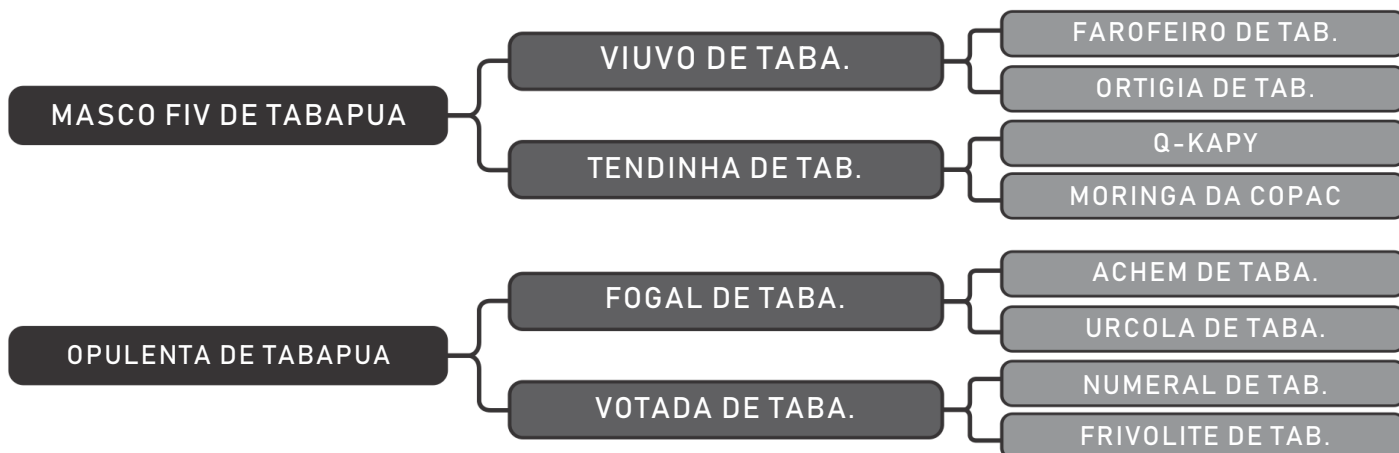 FAROFEIRO DE TAB.
VIUVO DE TABA.
ORTIGIA DE TAB.
MASCO FIV DE TABAPUA
Q-KAPY
TENDINHA DE TAB.
MORINGA DA COPAC
ACHEM DE TABA.
FOGAL DE TABA.
URCOLA DE TABA.
OPULENTA DE TABAPUA
NUMERAL DE TAB.
VOTADA DE TABA.
FRIVOLITE DE TAB.